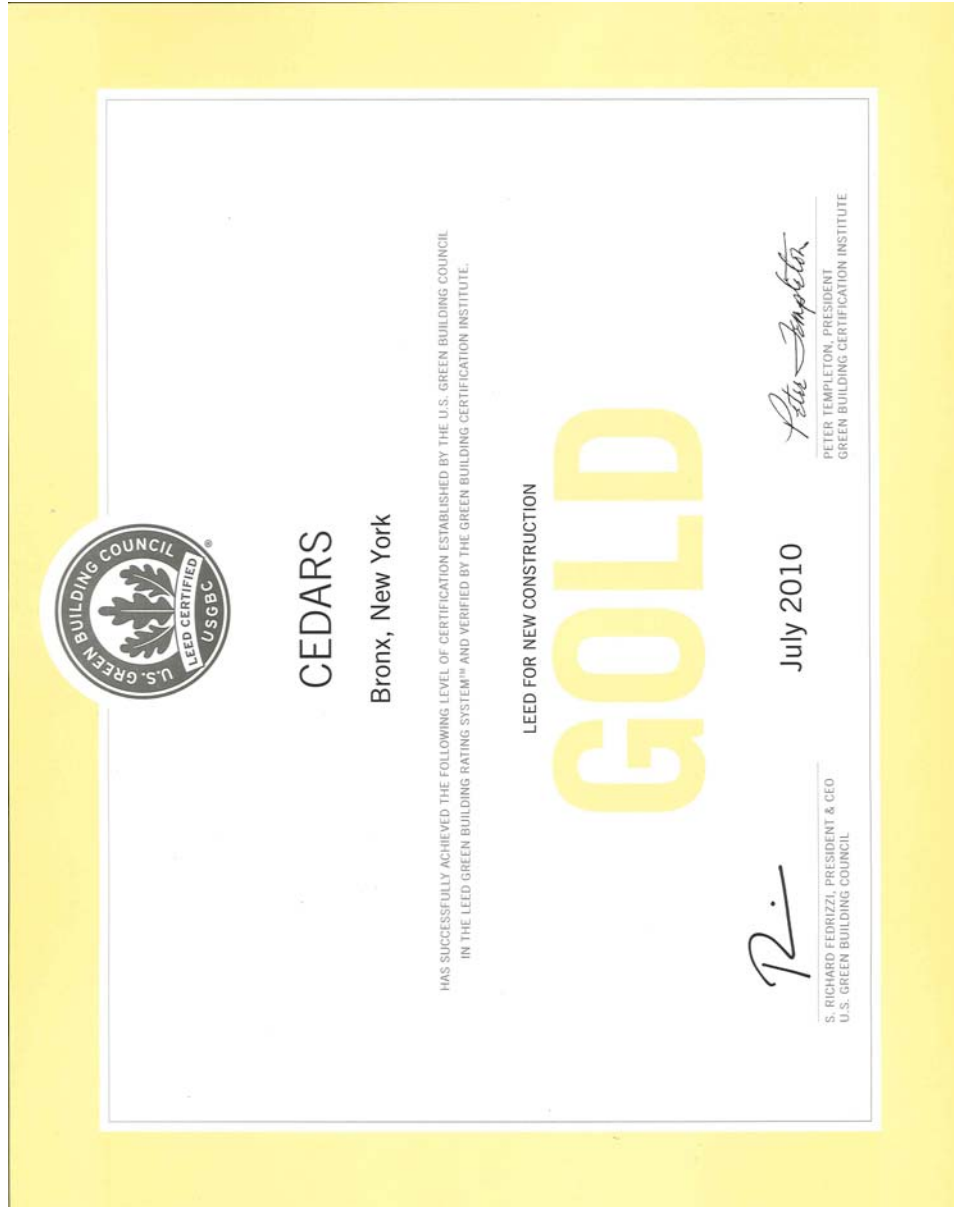 U.S. GREEN BUILDING COUNCIL
LEED CERTIFIED
USGBC
®
CEDARS
Bronx, New York
HAS SUCCESSFULLY ACHIEVED THE FOLLOWING LEVEL OF CERTIFICATION ESTABLISHED BY THE U.S. GREEN BUILDING COUNCIL
IN THE LEED GREEN BUILDING RATING SYSTEM™ AND VERIFIED BY THE GREEN BUILDING CERTIFICATION INSTITUTE.
LEED FOR NEW CONSTRUCTION
GOLD
S. RICHARD FEDRIZZI, PRESIDENT & CEO
U.S. GREEN BUILDING COUNCIL
July 2010
Peter Templeton
PETER TEMPLETON, PRESIDENT
GREEN BUILDING CERTIFICATION INSTITUTE